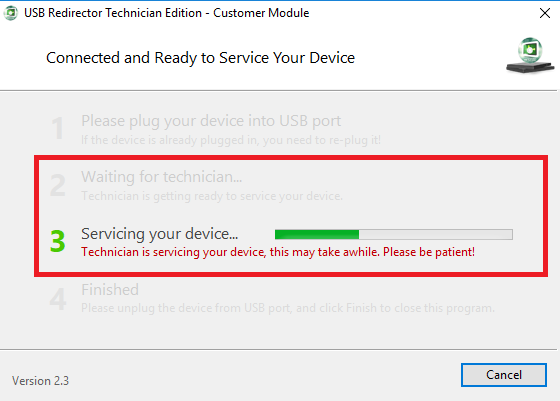 USB Redirector Technician Edition - Customer Module
Connected and Ready to Service Your Device
1 Please plug your device into USB port
If the device is already plugged in, you need to re-plug it!
2 Waiting for technician...
Technician is getting ready to service your device.
3 Servicing your device...
Technician is servicing your device, this may take awhile. Please be patient!
4 Finished
Please unplug the device from USB port, and click Finish to close this program.
Version 2.3
Cancel